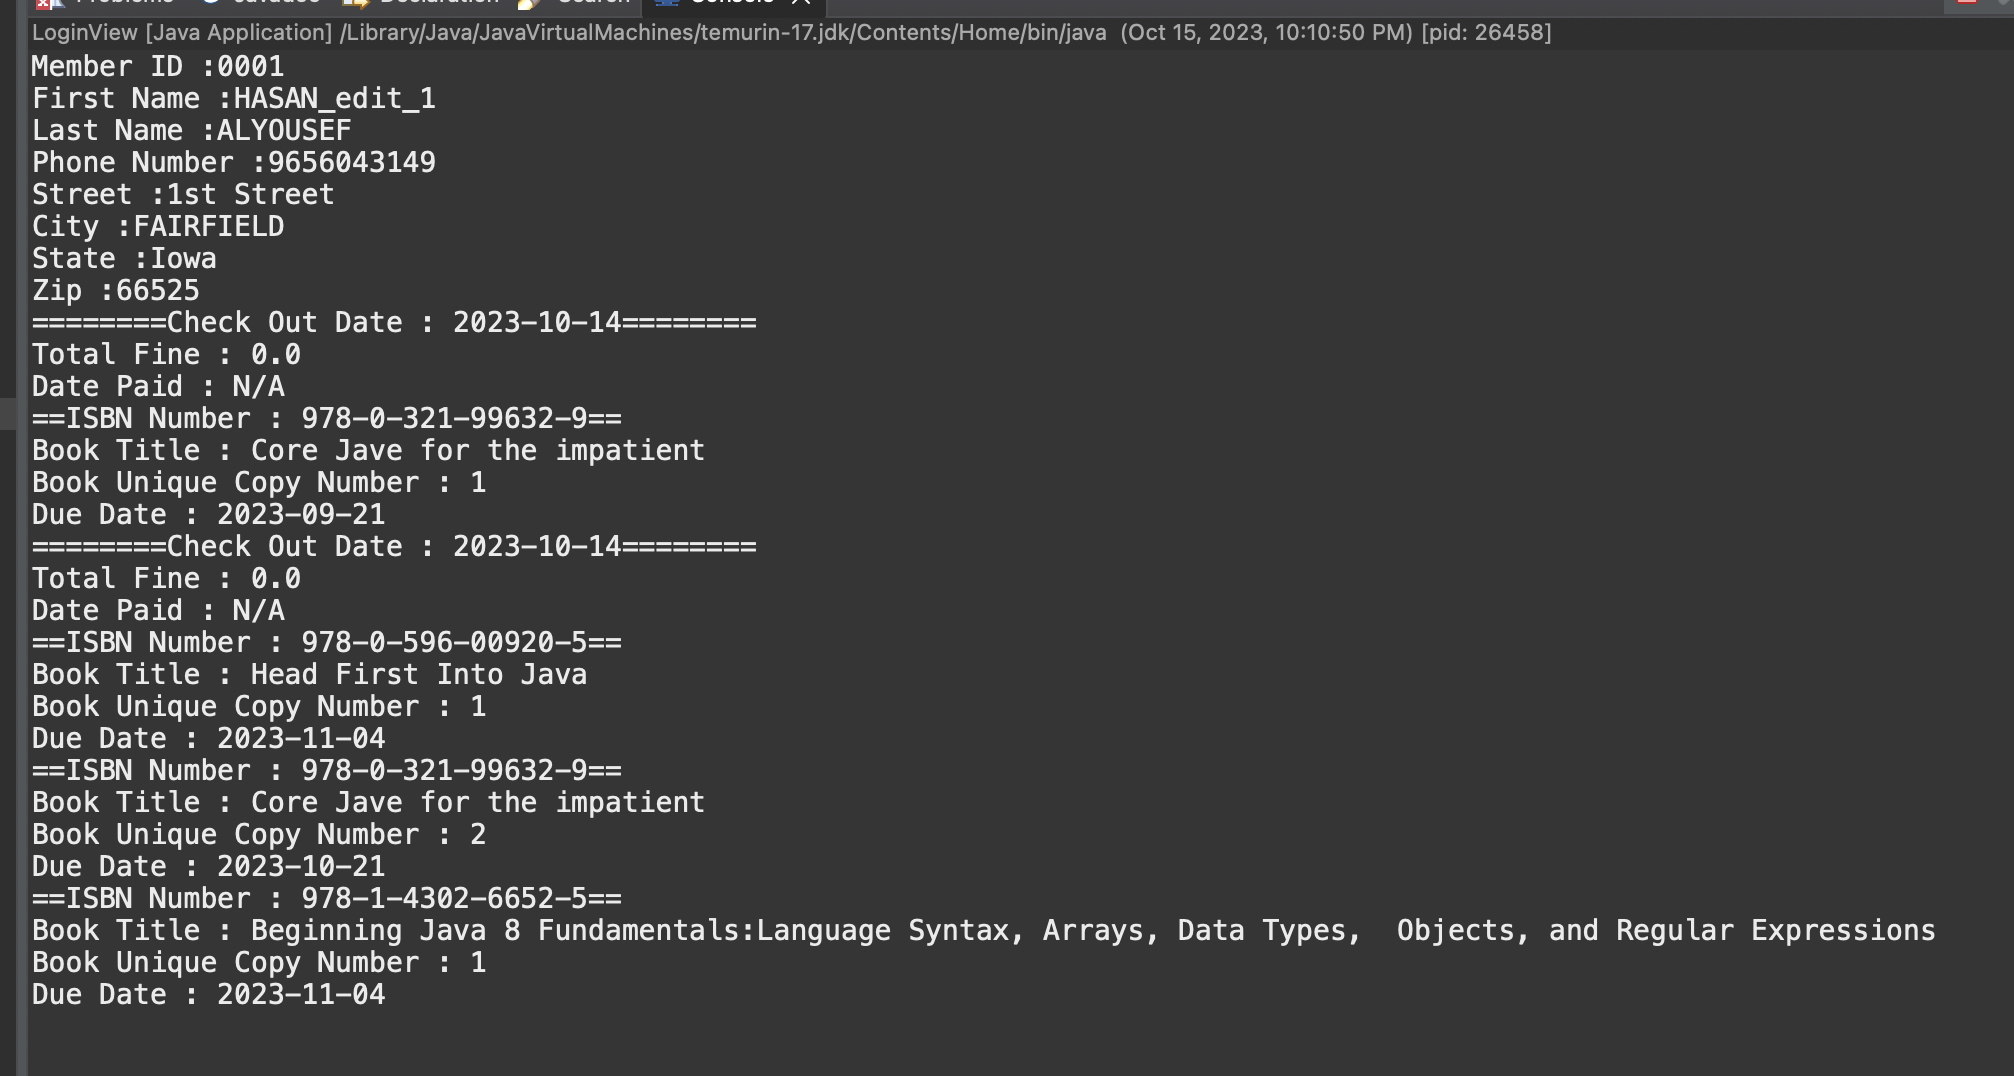 Problems Javadoc Declaration Search Console
LoginView [Java Application] /Library/Java/JavaVirtualMachines/temurin-17.jdk/Contents/Home/bin/java (Oct 15, 2023, 10:10:50 PM) [pid: 26458]
Member ID :0001
First Name :HASAN_edit_1
Last Name :ALYOUSEF
Phone Number :9656043149
Street :1st Street
City :FAIRFIELD
State :Iowa
Zip :66525
========Check Out Date : 2023-10-14========
Total Fine : 0.0
Date Paid : N/A
==ISBN Number : 978-0-321-99632-9==
Book Title : Core Jave for the impatient
Book Unique Copy Number : 1
Due Date : 2023-09-21
========Check Out Date : 2023-10-14========
Total Fine : 0.0
Date Paid : N/A
==ISBN Number : 978-0-596-00920-5==
Book Title : Head First Into Java
Book Unique Copy Number : 1
Due Date : 2023-11-04
==ISBN Number : 978-0-321-99632-9==
Book Title : Core Jave for the impatient
Book Unique Copy Number : 2
Due Date : 2023-10-21
==ISBN Number : 978-1-4302-6652-5==
Book Title : Beginning Java 8 Fundamentals:Language Syntax, Arrays, Data Types,  Objects, and Regular Expressions
Book Unique Copy Number : 1
Due Date : 2023-11-04